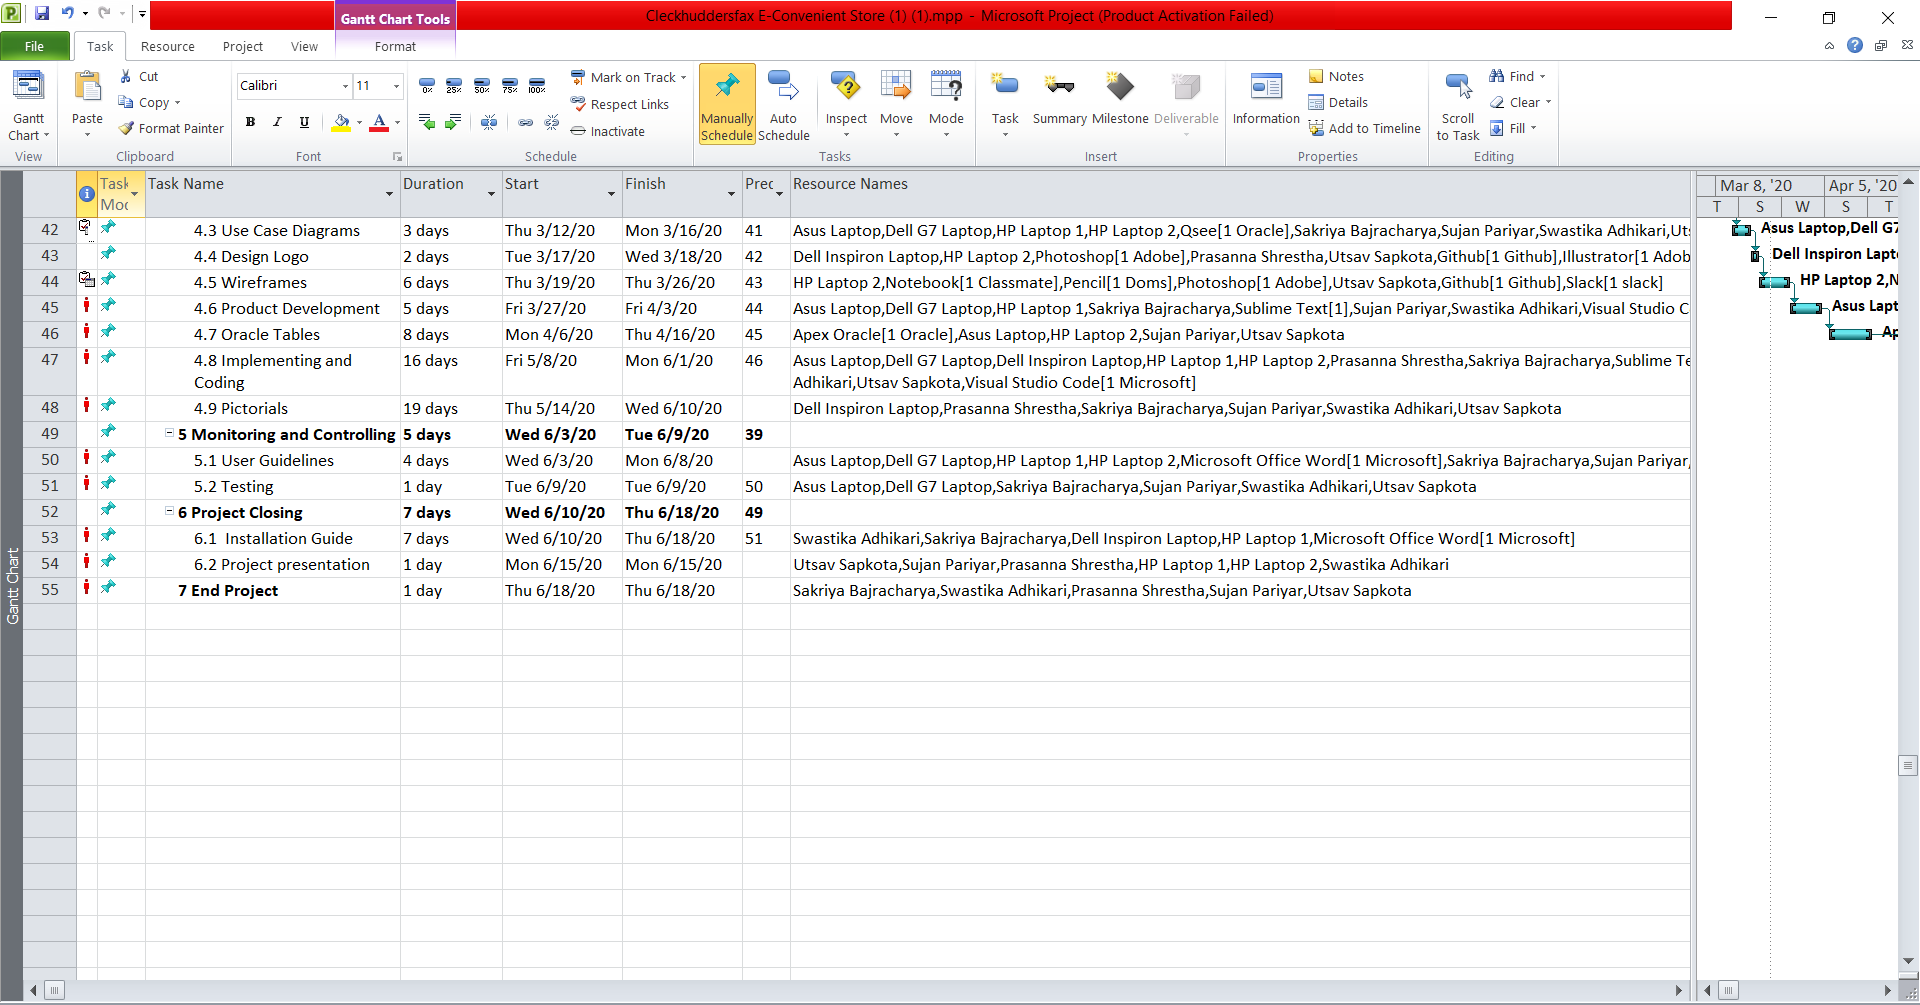 Gantt Chart Tools
Cleckhuddersfax E-Convenient Store (1) (1).mpp - Microsoft Project (Product Activation Failed)
File Task Resource Project View Format
Gantt Chart
View
Paste
Cut
Copy
Format Painter
Clipboard
Calibri 11
B I U A
Font
0% 25% 50% 75% 100%
Mark on Track
Respect Links
Inactivate
Schedule
Manually Schedule
Auto Schedule
Inspect Move Mode
Tasks
Task Summary Milestone Deliverable
Insert
Information
Notes
Details
Add to Timeline
Properties
Scroll to Task
Find
Clear
Fill
Editing
Task Mod Task Name Duration Start Finish Prec Resource Names
Mar 8, '20 Apr 5, '20
T S W S T
42 4.3 Use Case Diagrams 3 days Thu 3/12/20 Mon 3/16/20 41 Asus Laptop,Dell G7 Laptop,HP Laptop 1,HP Laptop 2,Qsee[1 Oracle],Sakriya Bajracharya,Sujan Pariyar,Swastika Adhikari,Uts Asus Laptop,Dell G7
43 4.4 Design Logo 2 days Tue 3/17/20 Wed 3/18/20 42 Dell Inspiron Laptop,HP Laptop 2,Photoshop[1 Adobe],Prasanna Shrestha,Utsav Sapkota,Github[1 Github],Illustrator[1 Adob Dell Inspiron Lapto
44 4.5 Wireframes 6 days Thu 3/19/20 Thu 3/26/20 43 HP Laptop 2,Notebook[1 Classmate],Pencil[1 Doms],Photoshop[1 Adobe],Utsav Sapkota,Github[1 Github],Slack[1 slack] HP Laptop 2,N
45 4.6 Product Development 5 days Fri 3/27/20 Fri 4/3/20 44 Asus Laptop,Dell G7 Laptop,HP Laptop 1,Sakriya Bajracharya,Sublime Text[1],Sujan Pariyar,Swastika Adhikari,Visual Studio C Asus Lapt
46 4.7 Oracle Tables 8 days Mon 4/6/20 Thu 4/16/20 45 Apex Oracle[1 Oracle],Asus Laptop,HP Laptop 2,Sujan Pariyar,Utsav Sapkota Ap
47 4.8 Implementing and 16 days Fri 5/8/20 Mon 6/1/20 46 Asus Laptop,Dell G7 Laptop,Dell Inspiron Laptop,HP Laptop 1,HP Laptop 2,Prasanna Shrestha,Sakriya Bajracharya,Sublime Te
Coding Adhikari,Utsav Sapkota,Visual Studio Code[1 Microsoft]
48 4.9 Pictorials 19 days Thu 5/14/20 Wed 6/10/20 Dell Inspiron Laptop,Prasanna Shrestha,Sakriya Bajracharya,Sujan Pariyar,Swastika Adhikari,Utsav Sapkota
49 5 Monitoring and Controlling 5 days Wed 6/3/20 Tue 6/9/20 39
50 5.1 User Guidelines 4 days Wed 6/3/20 Mon 6/8/20 Asus Laptop,Dell G7 Laptop,HP Laptop 1,HP Laptop 2,Microsoft Office Word[1 Microsoft],Sakriya Bajracharya,Sujan Pariyar,
51 5.2 Testing 1 day Tue 6/9/20 Tue 6/9/20 50 Asus Laptop,Dell G7 Laptop,Sakriya Bajracharya,Sujan Pariyar,Swastika Adhikari,Utsav Sapkota
52 6 Project Closing 7 days Wed 6/10/20 Thu 6/18/20 49
53 6.1 Installation Guide 7 days Wed 6/10/20 Thu 6/18/20 51 Swastika Adhikari,Sakriya Bajracharya,Dell Inspiron Laptop,HP Laptop 1,Microsoft Office Word[1 Microsoft]
54 6.2 Project presentation 1 day Mon 6/15/20 Mon 6/15/20 Utsav Sapkota,Sujan Pariyar,Prasanna Shrestha,HP Laptop 1,HP Laptop 2,Swastika Adhikari
55 7 End Project 1 day Thu 6/18/20 Thu 6/18/20 Sakriya Bajracharya,Swastika Adhikari,Prasanna Shrestha,Sujan Pariyar,Utsav Sapkota
Gantt Chart